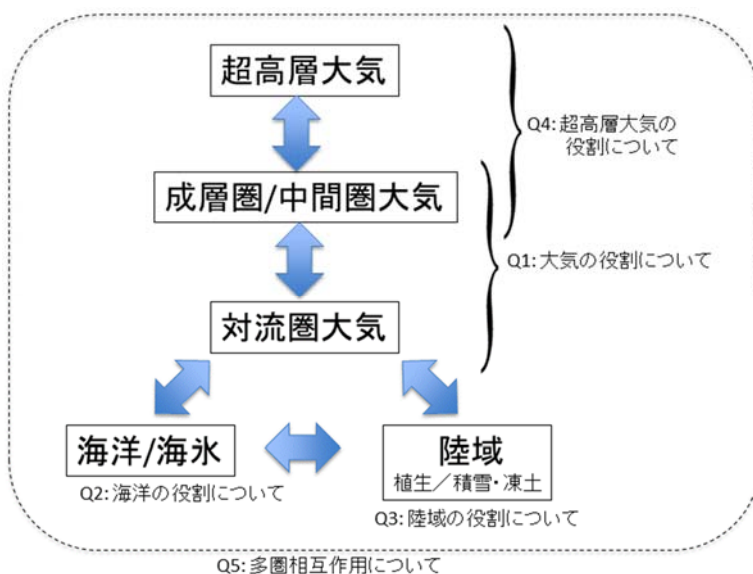 超高層大気
Q4:超高層大気の
役割について
成層圏/中間圏大気
Q1:大気の役割について
対流圏大気
海洋/海氷
陸域
植生／積雪・凍土
Q2:海洋の役割について
Q3:陸域の役割について
Q5:多圏相互作用について